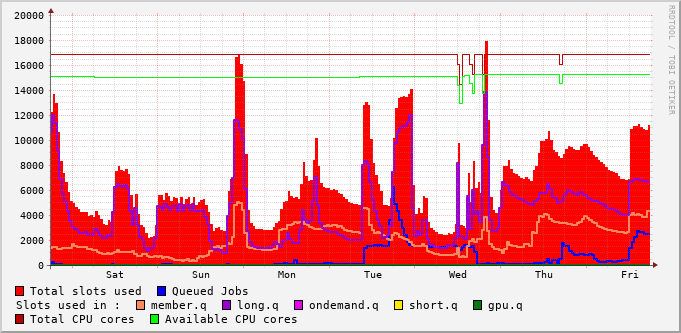 20000
18000
16000
14000
12000
10000
8000
6000
4000
2000
0
Sat Sun Mon Tue Wed Thu Fri
RRDTOOL / TOBI OETIKER
Total slots used Queued Jobs
Slots used in : member.q long.q ondemand.q short.q gpu.q
Total CPU cores Available CPU cores